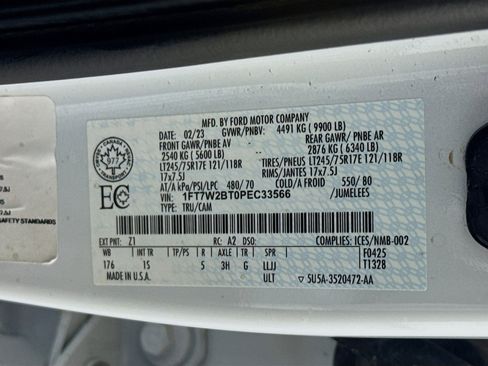 MFD. BY FORD MOTOR COMPANY
02/23 GVWR/PNBV: 4491 KG ( 9900 LB)
FRONT GAWR/ PNBE AV REAR GAWR/ PNBE AR
2540 KG ( 5600 LB) 2876 KG ( 6340 LB)
LT245/75R17E 121/118R TIRES/PNEUS LT245/75R17E 121/118R
17x7.5J RIMS/JANTES 17x7.5J
AT/A kPa/PSI/LPC 480/ 70 COLD/A FROID 550/ 80
VIN: 1FT7W2BT0PEC33566 /JUMELEES
TYPE: TRU/CAM
CANADA
EC
EXT PNT: Z1 RC: A2 DSO: COMPLIES: ICES/NMB-002
WB INT TR TP/PS R AX TR SPR F0425
176 1S 5 3H G LLJJ T1328
ULT ▽ 5U5A-3520472-AA
SAFETY STANDARDS